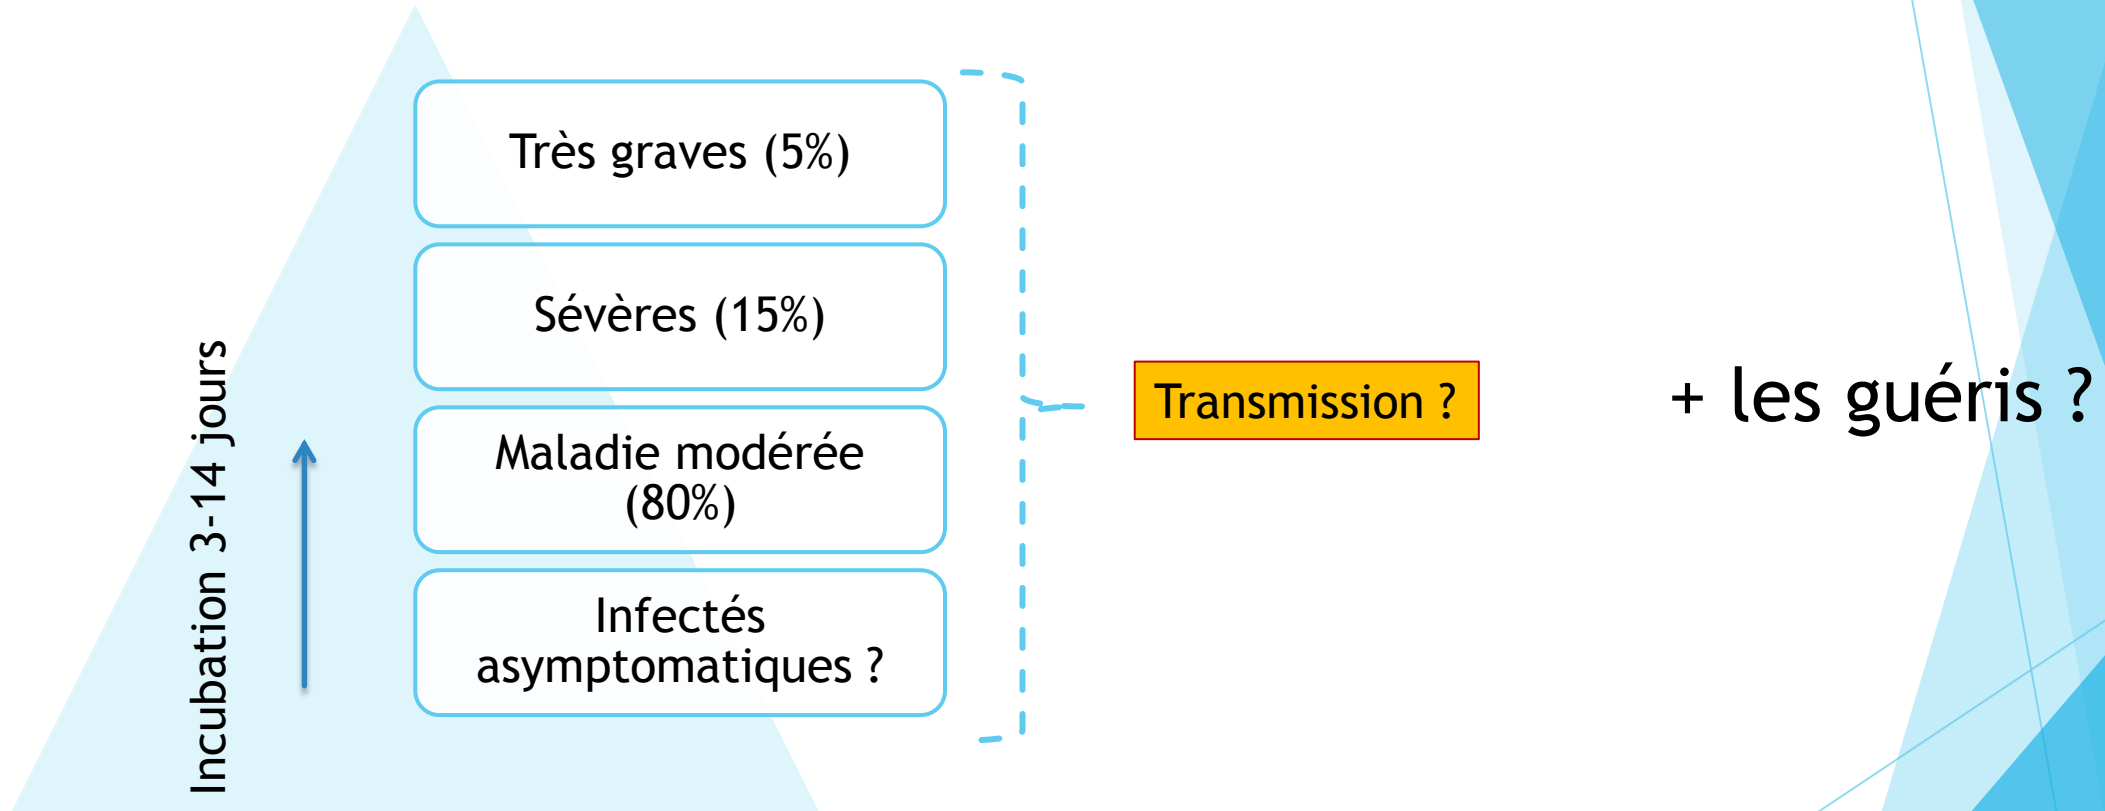 Très graves (5%)
Sévères (15%)
Maladie modérée
(80%)
Infectés
asymptomatiques ?
Incubation 3-14 jours
Transmission ?
+ les guéris ?